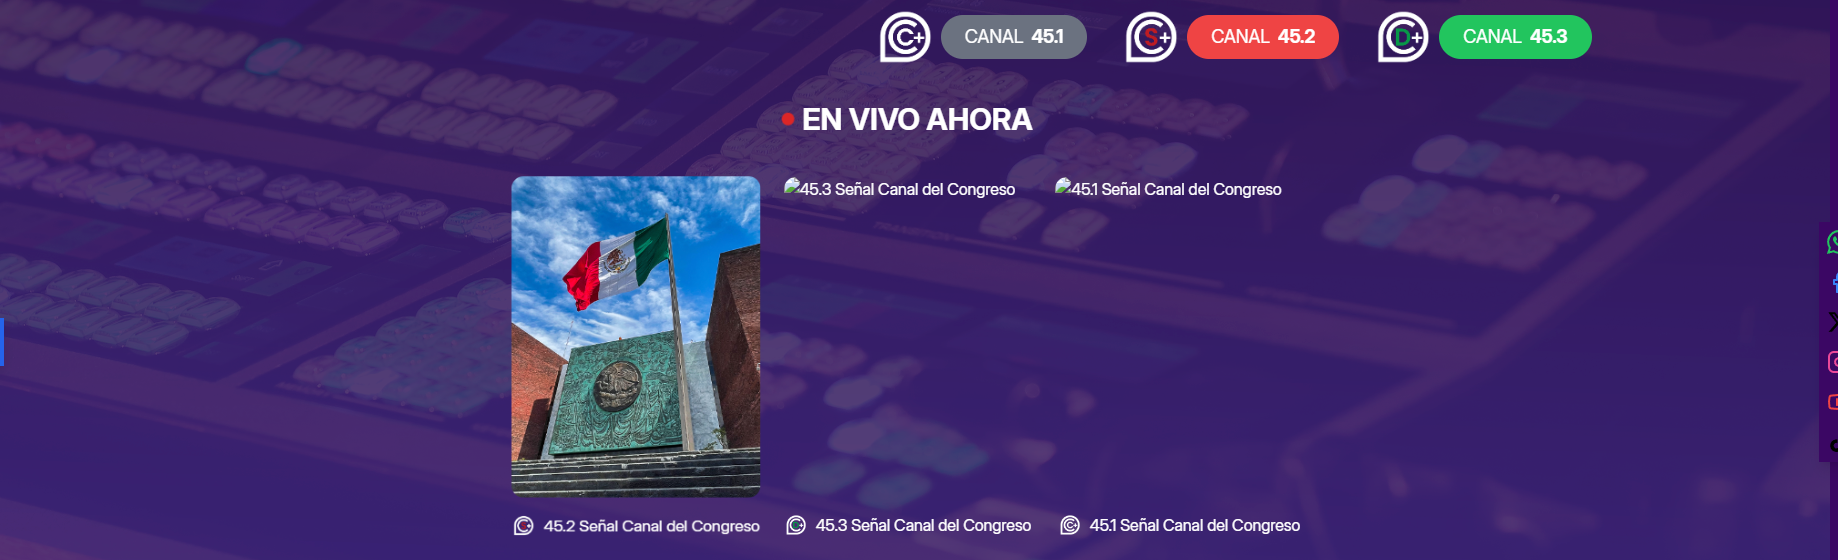 C+ CANAL 45.1 S+ CANAL 45.2 D+ CANAL 45.3
EN VIVO AHORA
45.3 Señal Canal del Congreso
45.1 Señal Canal del Congreso
45.2 Señal Canal del Congreso
45.3 Señal Canal del Congreso
45.1 Señal Canal del Congreso